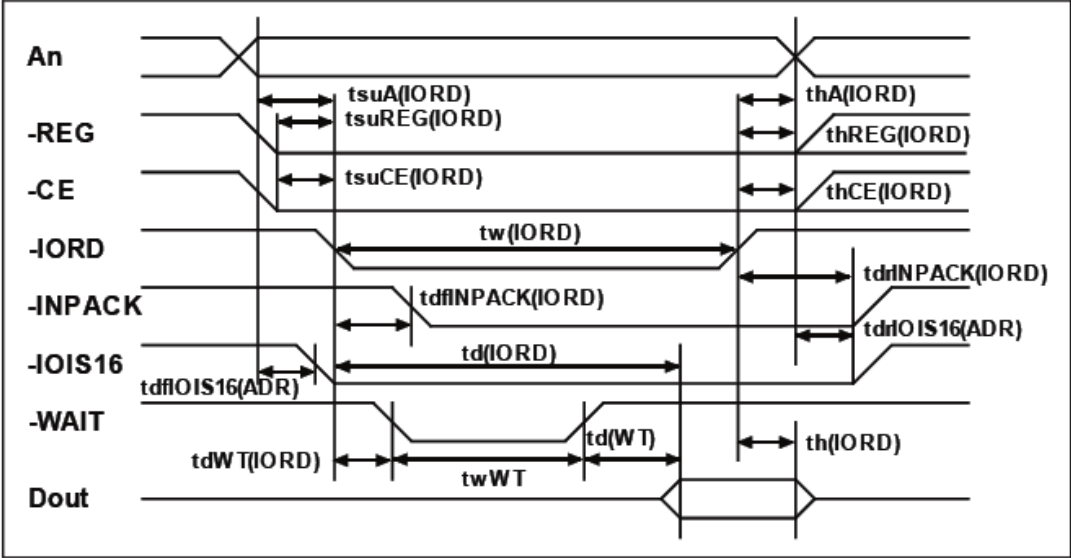 An
tsuA(IORD)
thA(IORD)
tsuREG(IORD)
-REG
thREG(IORD)
tsuCE(IORD)
-CE
thCE(IORD)
tw(IORD)
-IORD
tdrINPACK(IORD)
-INPACK
tdfINPACK(IORD)
tdrIOIS16(ADR)
td(IORD)
-IOIS16
tdfIOIS16(ADR)
-WAIT
td(WT)
th(IORD)
tdWT(IORD)
twWT
Dout